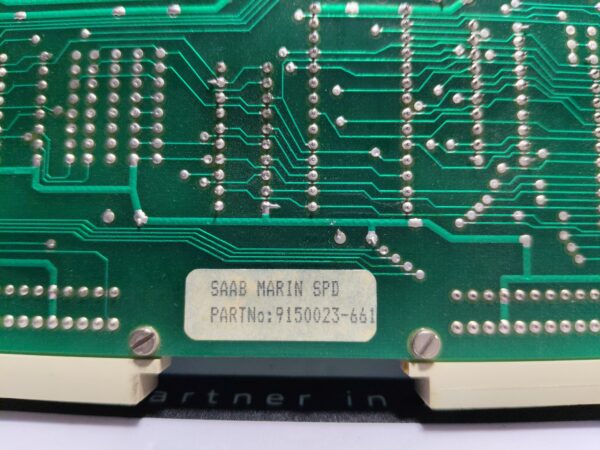 SAAB MARIN SPD
PARTNo:9150023-661
artner in